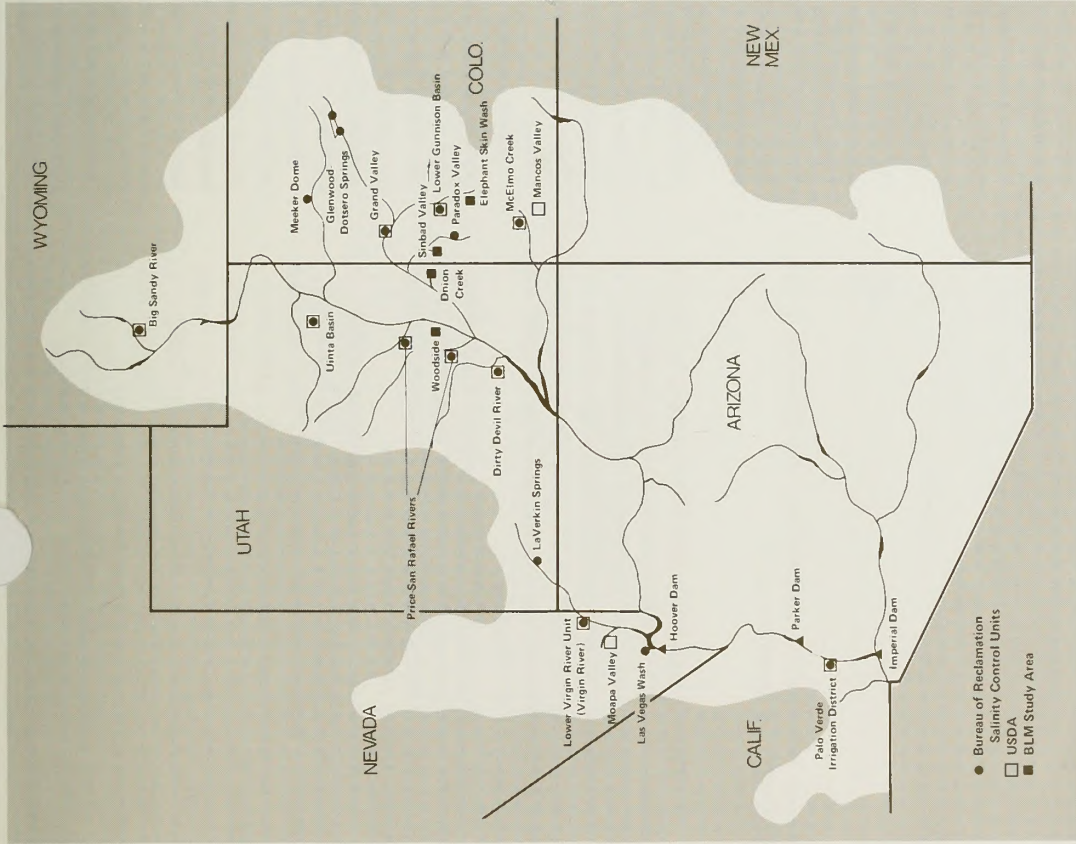 WYOMING
Big Sandy River
Meeker Dome
Glenwood-
Dotsero Springs
Grand Valley
COLO.
Lower Gunnison Basin
Sinbad Valley
Paradox Valley
Elephant Skin Wash
McElmo Creek
Mancos Valley
NEW
MEX.
Uinta Basin
Onion
Creek
Woodside
Dirty Devil River
UTAH
Price-San Rafael Rivers
LaVerkin Springs
ARIZONA
NEVADA
Lower Virgin River Unit
(Virgin River)
Moapa Valley
Las Vegas Wash
Hoover Dam
CALIF.
Parker Dam
Palo Verde
Irrigation District
Imperial Dam
Bureau of Reclamation
Salinity Control Units
USDA
BLM Study Area